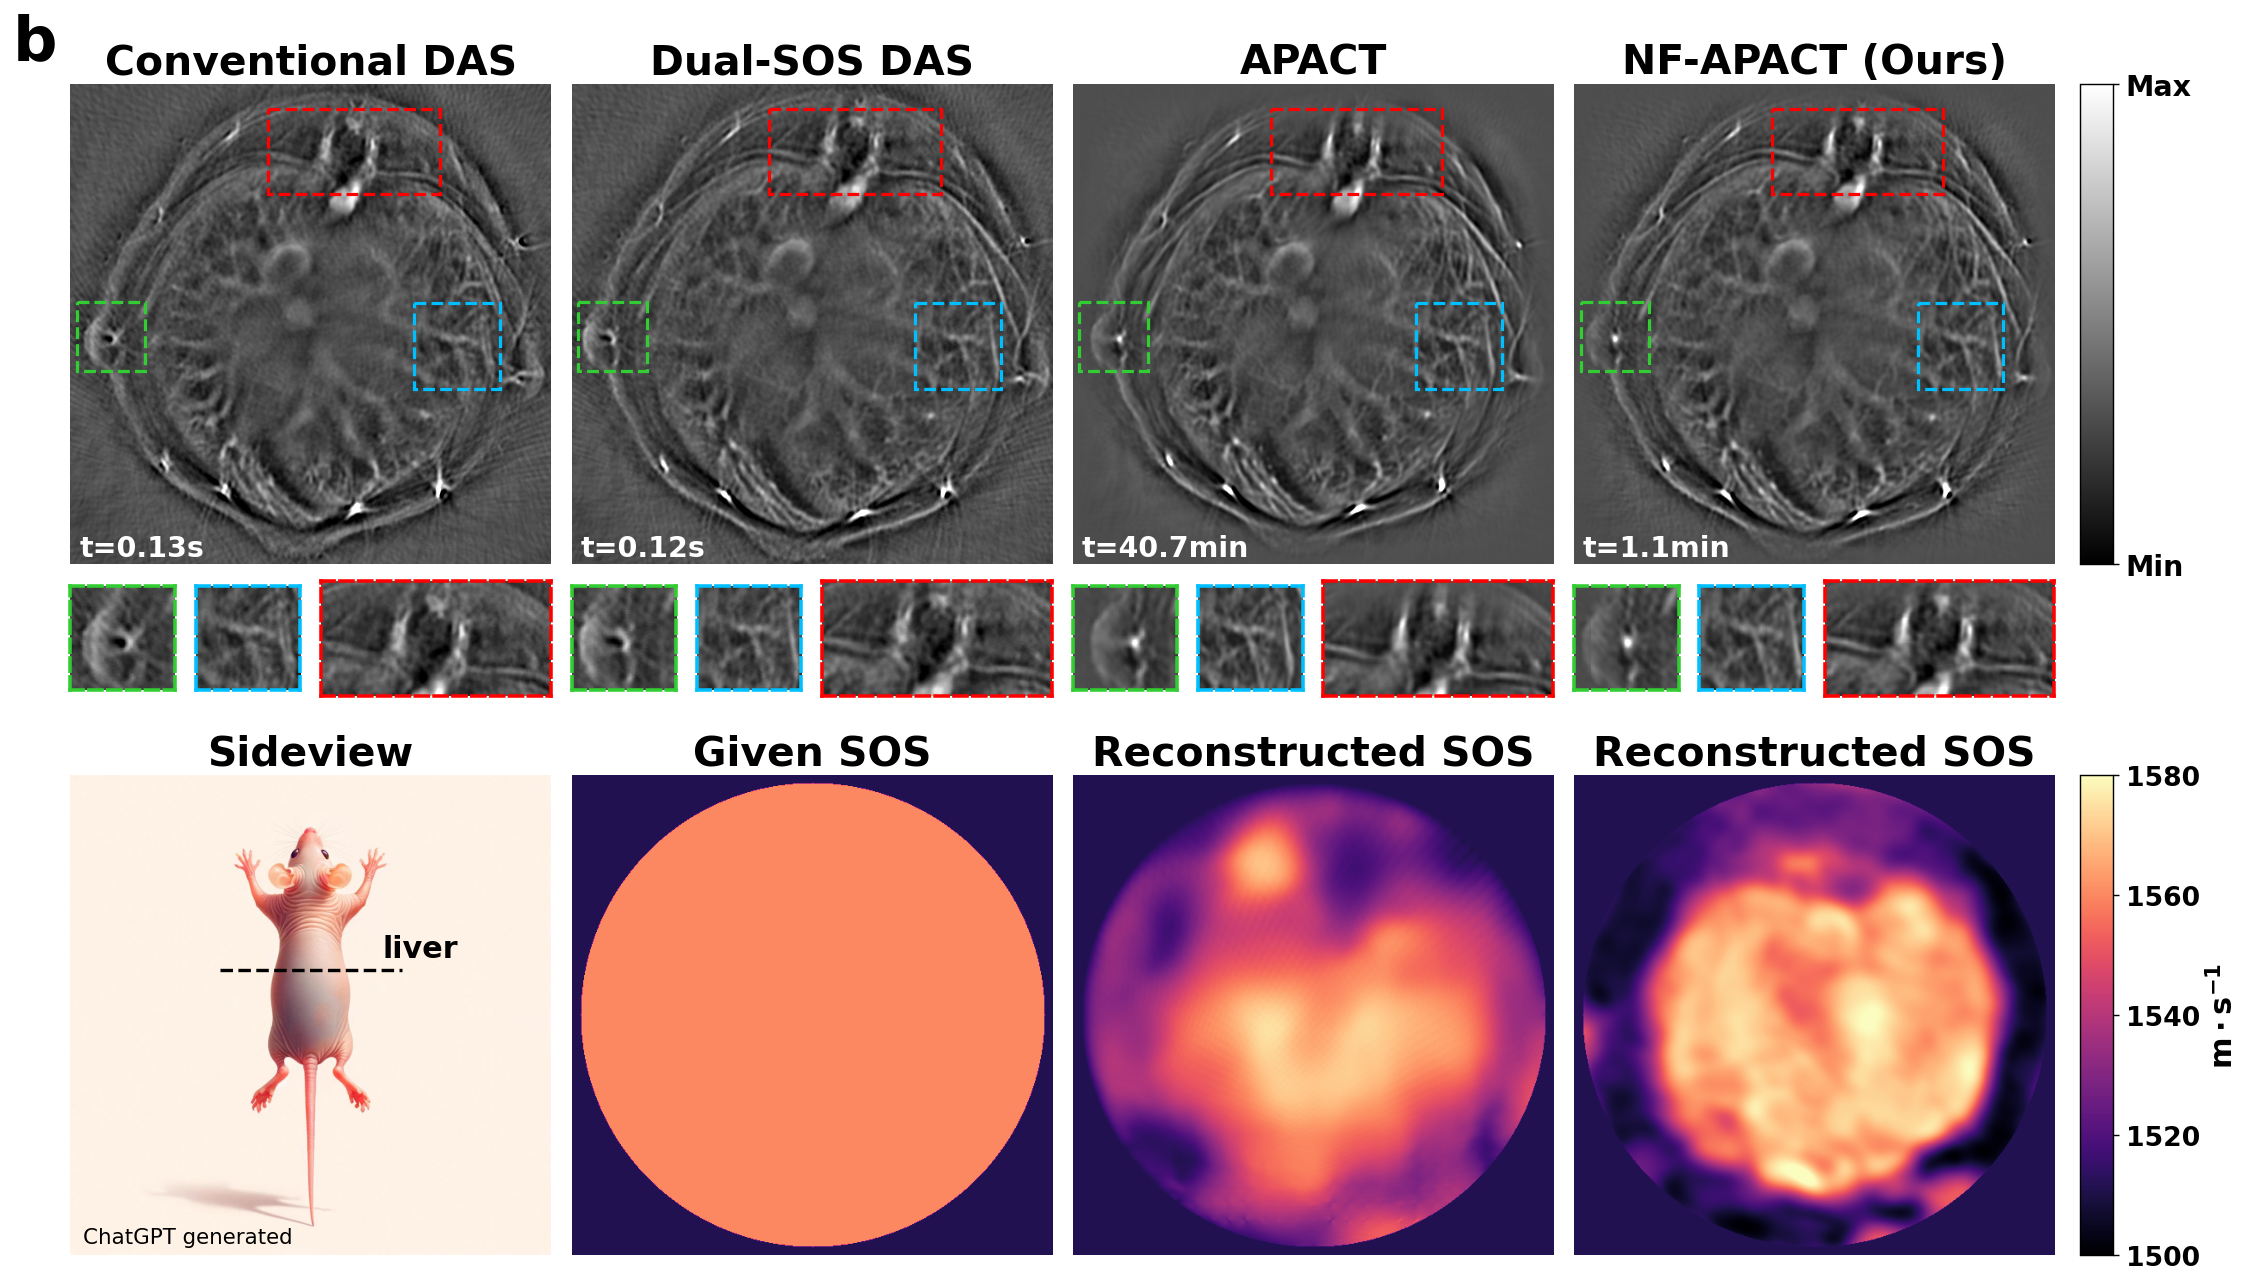 b
Conventional DAS
Dual-SOS DAS
APACT
NF-APACT (Ours)
Max
t=0.13s
t=0.12s
t=40.7min
t=1.1min
Min
Sideview
Given SOS
Reconstructed SOS
Reconstructed SOS
liver
ChatGPT generated
1580
1560
1540
1520
1500
m · s⁻¹